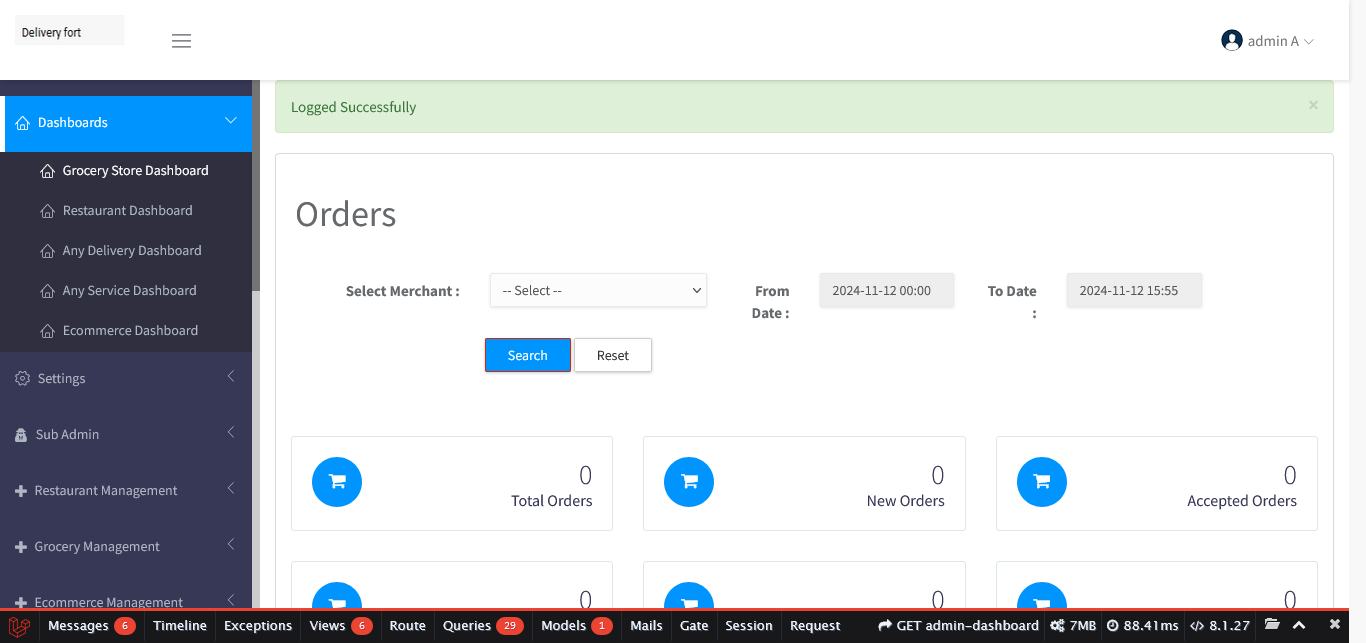 Delivery fort
admin A
Logged Successfully
×
Dashboards
Grocery Store Dashboard
Restaurant Dashboard
Any Delivery Dashboard
Any Service Dashboard
Ecommerce Dashboard
Settings
Sub Admin
Restaurant Management
Grocery Management
Ecommerce Management
Orders
Select Merchant :
-- Select --
From
Date :
2024-11-12 00:00
To Date
:
2024-11-12 15:55
Search
Reset
0
Total Orders
0
New Orders
0
Accepted Orders
0
0
0
Messages 6 Timeline Exceptions Views 6 Route Queries 29 Models 1 Mails Gate Session Request GET admin-dashboard 7MB 88.41ms 8.1.27